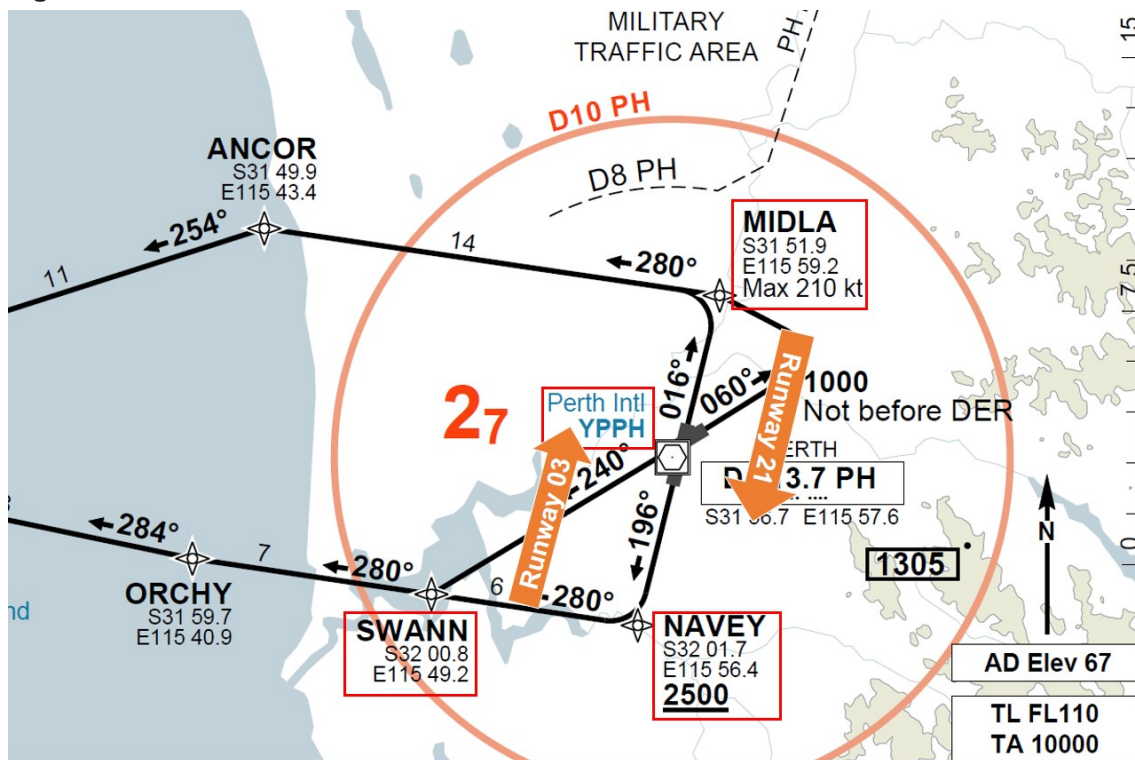 MILITARY
TRAFFIC AREA
PH
15
D10 PH
D8 PH
ANCOR
S31 49.9
E115 43.4
254°
11
14
280°
MIDLA
S31 51.9
E115 59.2
Max 210 kt
7.5
016°
060°
1000
Not before DER
Runway 21
27
Perth Intl
YPPH
240°
Runway 03
3.7 PH
E115 57.6
196°
284°
7
280°
6
280°
ORCHY
S31 59.7
E115 40.9
SWANN
S32 00.8
E115 49.2
NAVEY
S32 01.7
E115 56.4
2500
1305
N
0
AD Elev 67
TL FL110
TA 10000